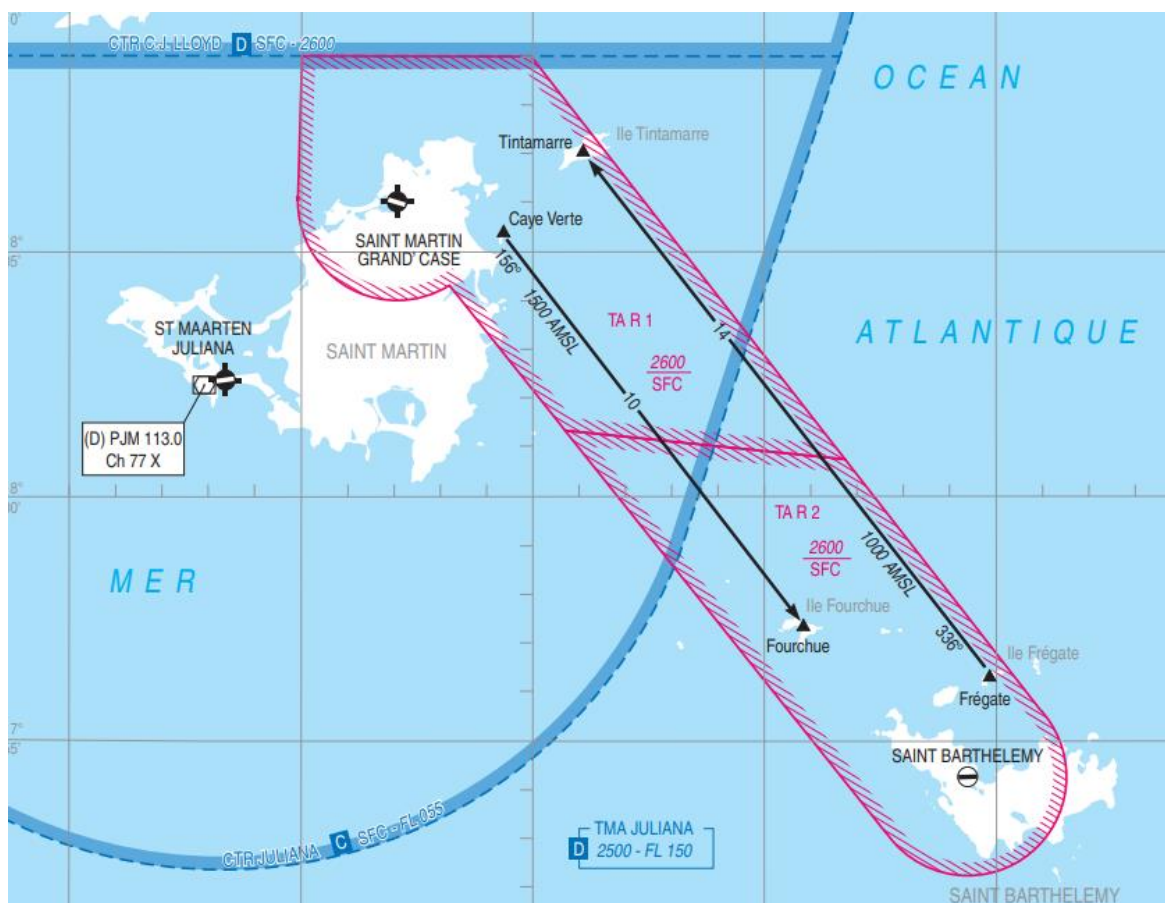 0'
CTR C.J. LLOYD D SFC - 2600
OCEAN
Ile Tintamarre
Tintamarre
Caye Verte
SAINT MARTIN
GRAND' CASE
8°
5'
156°
1500 AMSL
TA R 1
14
ATLANTIQUE
ST MAARTEN
JULIANA
SAINT MARTIN
2600
SFC
10
(D) PJM 113.0
Ch 77 X
8°
00'
TA R 2
2600
SFC
1000 AMSL
MER
Ile Fourchue
Fourchue
336°
Ile Frégate
Frégate
7°
55'
SAINT BARTHELEMY
CTR JULIANA C SFC - FL 055
TMA JULIANA
D 2500 - FL 150
SAINT BARTHELEMY